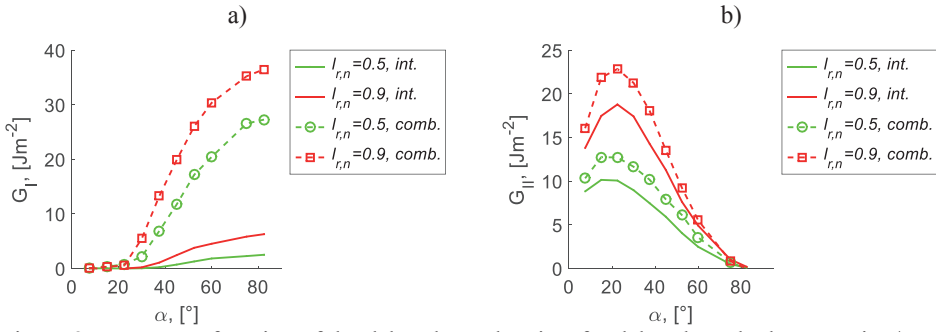 a)
b)
40
30
20
10
0
G_I, [Jm^-2]
0 20 40 60 80
α, [°]
l_r,n=0.5, int.
l_r,n=0.9, int.
l_r,n=0.5, comb.
l_r,n=0.9, comb.
25
20
15
10
5
0
G_II, [Jm^-2]
0 20 40 60 80
α, [°]
l_r,n=0.5, int.
l_r,n=0.9, int.
l_r,n=0.5, comb.
l_r,n=0.9, comb.